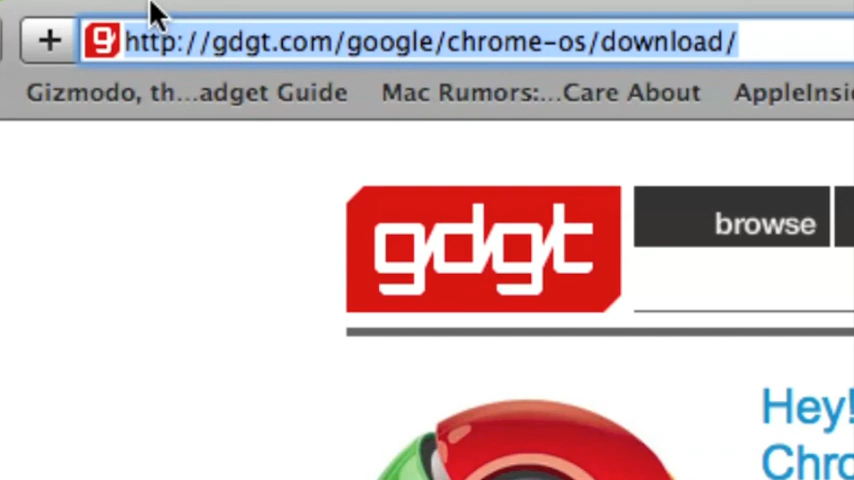 + http://gdgt.com/google/chrome-os/download/
Gizmodo, th...adget Guide Mac Rumors:...Care About AppleInsi
gdgt browse
Hey!
Chro